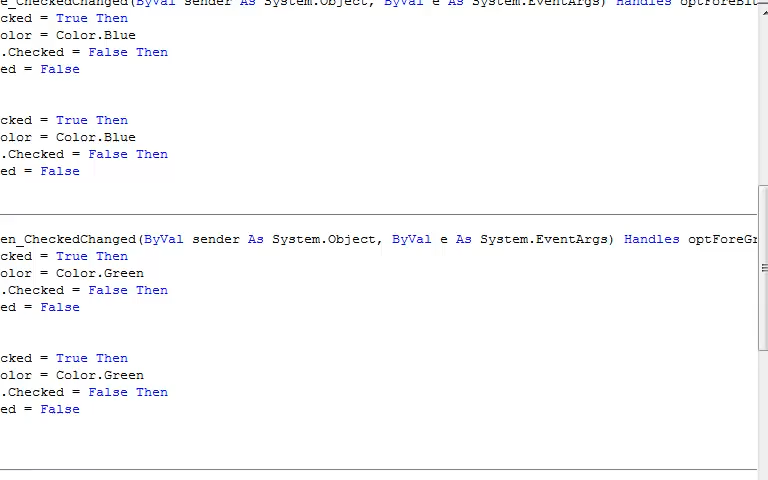 e_CheckedChanged(ByVal sender As System.Object, ByVal e As System.EventArgs) Handles optForeBlu
cked = True Then
olor = Color.Blue
.Checked = False Then
ed = False
cked = True Then
olor = Color.Blue
.Checked = False Then
ed = False
en_CheckedChanged(ByVal sender As System.Object, ByVal e As System.EventArgs) Handles optForeGr
cked = True Then
olor = Color.Green
.Checked = False Then
ed = False
cked = True Then
olor = Color.Green
.Checked = False Then
ed = False